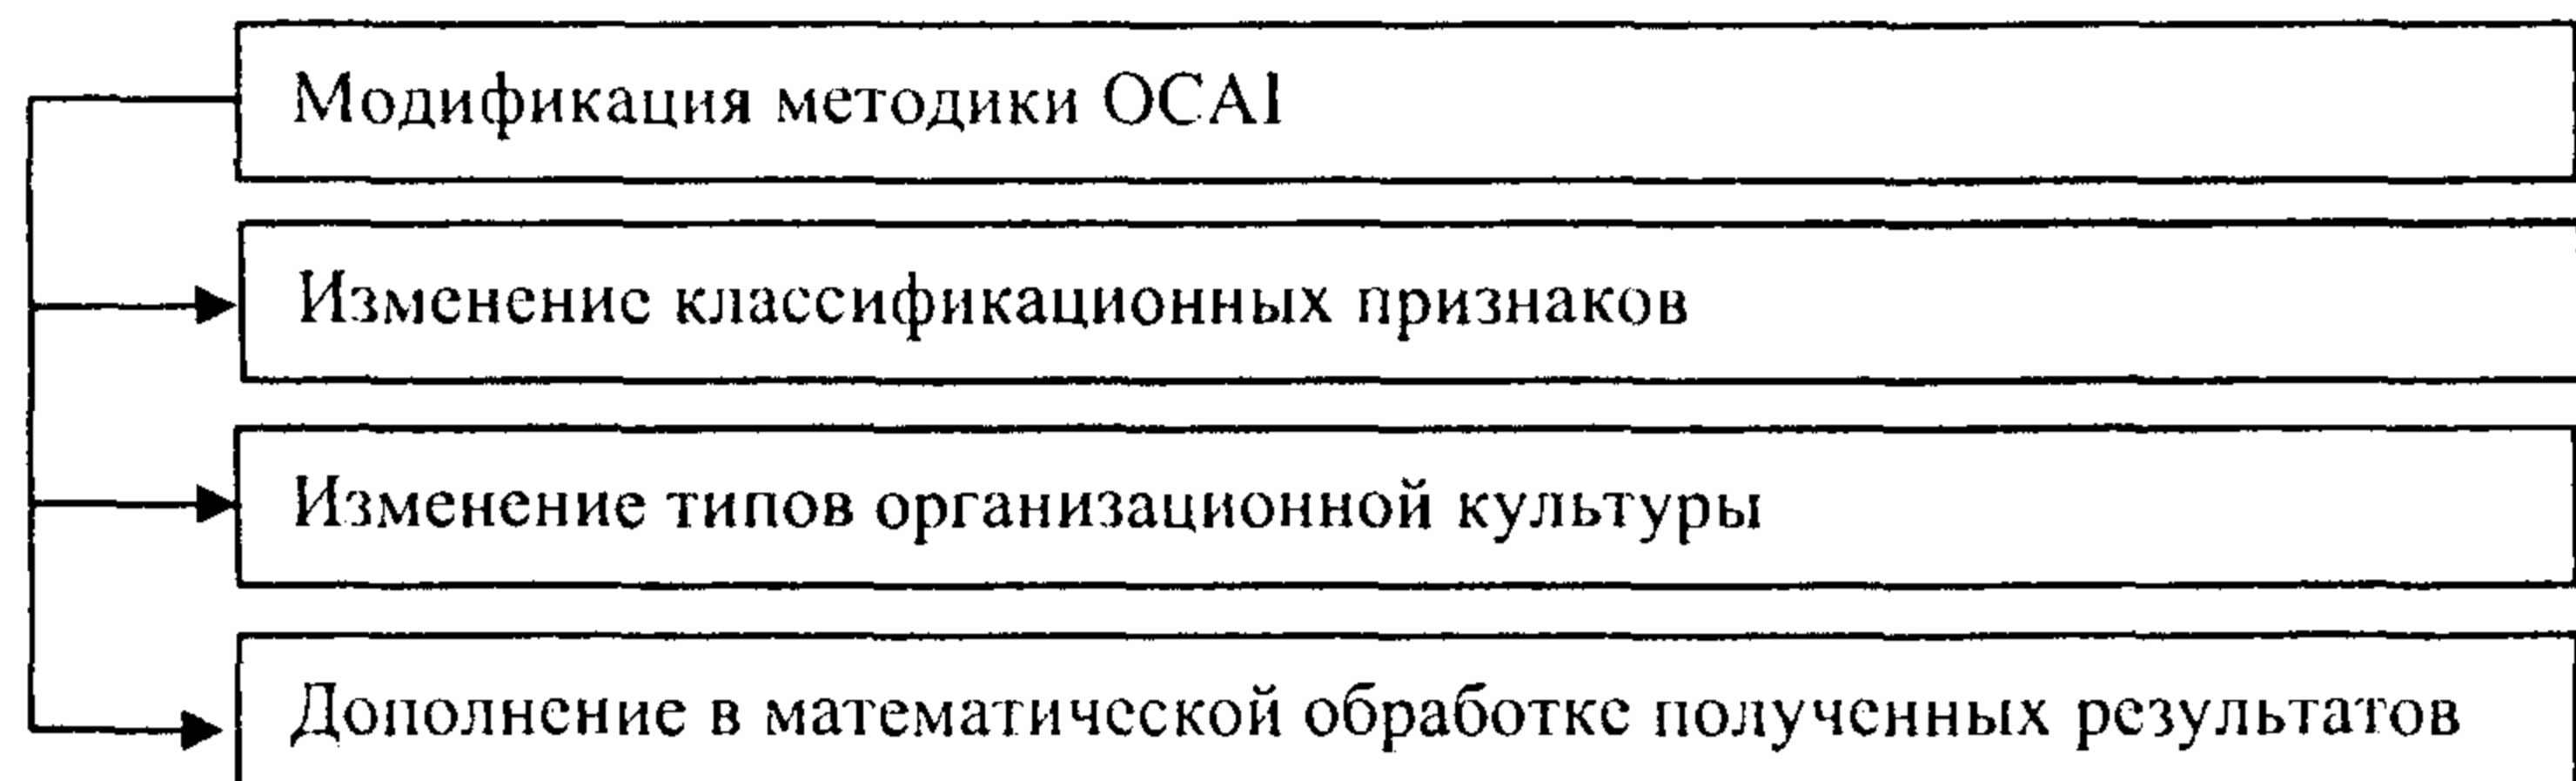 Модификация методики OCAI
Изменение классификационных признаков
Изменение типов организационной культуры
Дополнение в математической обработке полученных результатов